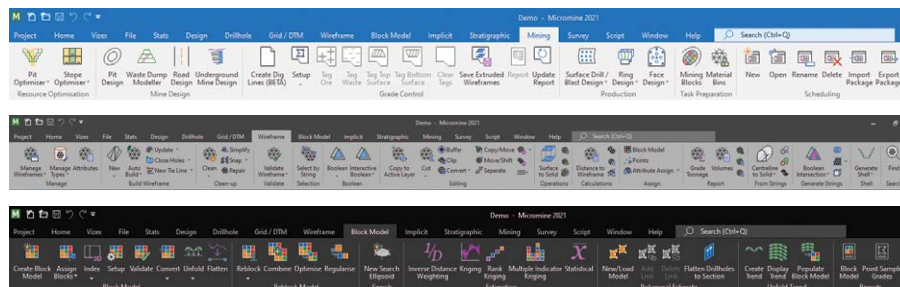 Demo - Micromine 2021
Project Home Vizex File Stats Design Drillhole Grid / DTM Wireframe Block Model Implicit Stratigraphic Mining Survey Script Window Help Search (Ctrl+Q)
Pit Optimiser Stope Optimiser Pit Design Waste Dump Modeller Road Design Underground Mine Design Create Dig Lines (BETA) Setup Tag Ore Tag Waste Tag Top Surface Tag Bottom Surface Clear Tags Save Extruded Wireframes Report Update Report Surface Drill / Blast Design Ring Design Face Design Mining Blocks Material Bins New Open Rename Delete Import Package Export Package
Resource Optimisation Mine Design Grade Control Production Task Preparation Scheduling
Demo - Micromine 2021
Project Home Vizex File Stats Design Drillhole Grid / DTM Wireframe Block Model Implicit Stratigraphic Mining Survey Script Window Help Search (Ctrl+Q)
Update Simplify Buffer Copy/Move Block Model
Close Holes Snap Clip Move/Shift Points
Manage Wireframes Manage Types Attributes New Auto Build New Tie Line Clean Repair Validate Wireframe Select by String Boolean Interactive Boolean Copy to Active Layer Cut Convert Separate Surface to Solid Distance to Wireframe Attribute Assign Grade Tonnage Volumes Centreline to Solid Boolean Intersection Generate Shell Find
Manage Build Wireframe Clean-up Validate Selection Boolean Editing Operations Calculations Assign Report From Strings Generate Strings Shell Search
Demo - Micromine 2021
Project Home Vizex File Stats Design Drillhole Grid / DTM Wireframe Block Model Implicit Stratigraphic Mining Survey Script Window Help Search (Ctrl+Q)
Create Block Model Assign Blocks Index Setup Validate Convert Unfold Flatten Reblock Combine Optimise Regularise New Search Ellipsoid Inverse Distance Weighting Kriging Rank Kriging Multiple Indicator Kriging Statistical New/Load Model Add Link Delete Link Flatten Drillholes to Section Create Trend Display Trend Populate Block Model Block Model Point Sample Grades
Block Model Reblock Model Search Estimation Polygonal Estimate Unfold Trend Reports